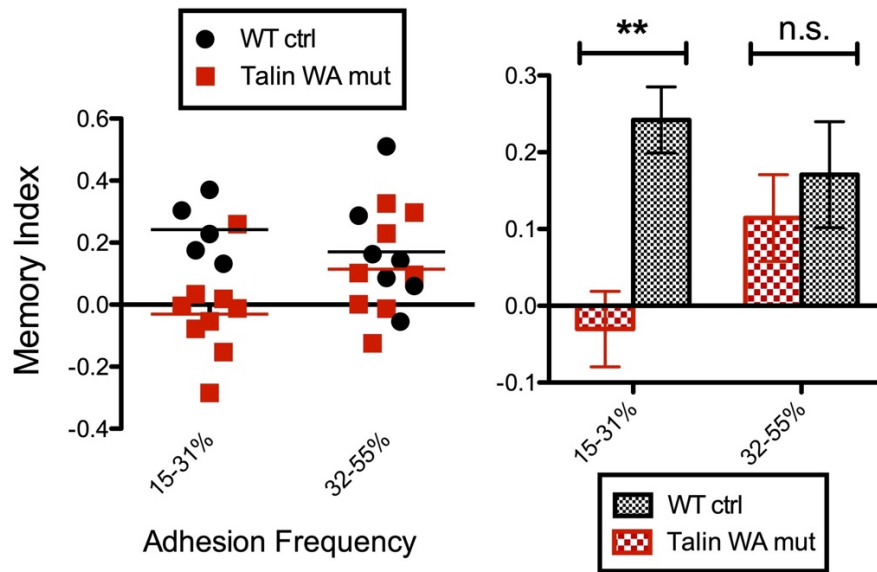 WT ctrl
Talin WA mut
Memory Index
0.6
0.4
0.2
0.0
-0.2
-0.4
15-31%
32-55%
Adhesion Frequency
**
n.s.
0.3
0.2
0.1
0.0
-0.1
15-31%
32-55%
WT ctrl
Talin WA mut